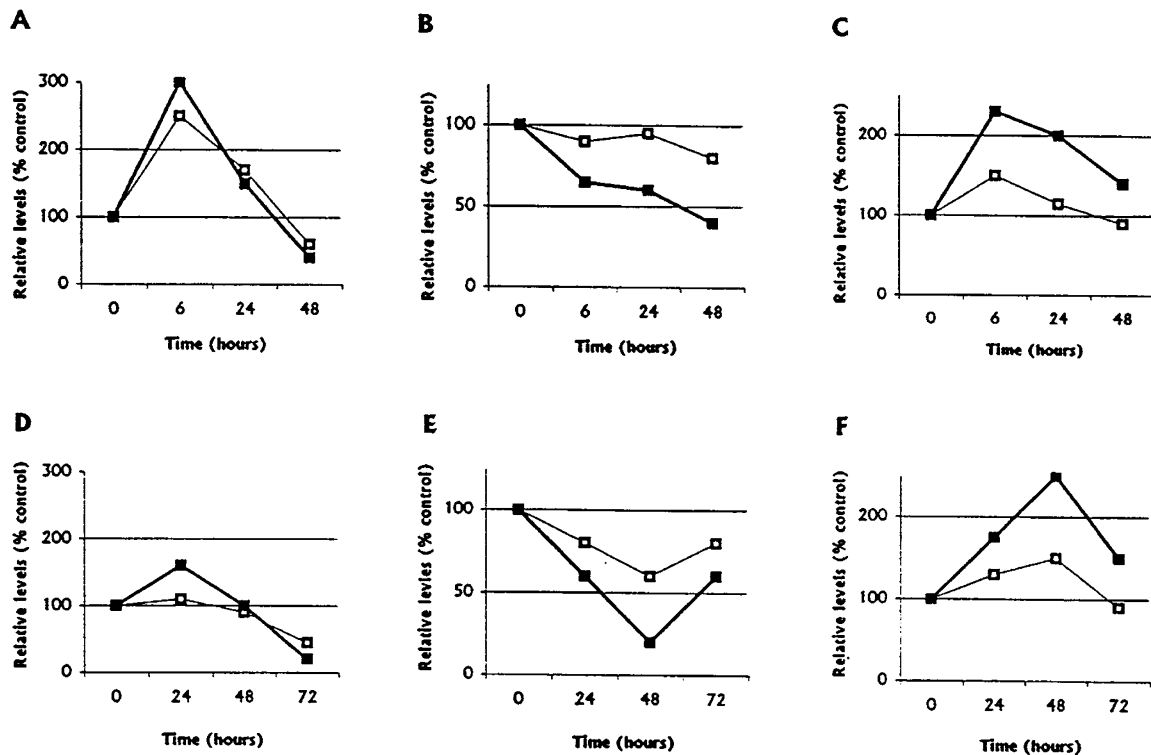 A
Relative levels (% control)
300
200
100
0
0 6 24 48
Time (hours)
B
Relative levels (% control)
100
50
0
0 6 24 48
Time (hours)
C
Relative levels (% control)
200
100
0
0 6 24 48
Time (hours)
D
Relative levels (% control)
300
200
100
0
0 24 48 72
Time (hours)
E
Relative levles (% control)
100
50
0
0 24 48 72
Time (hours)
F
Relative levels (% control)
200
100
0
0 24 48 72
Time (hours)